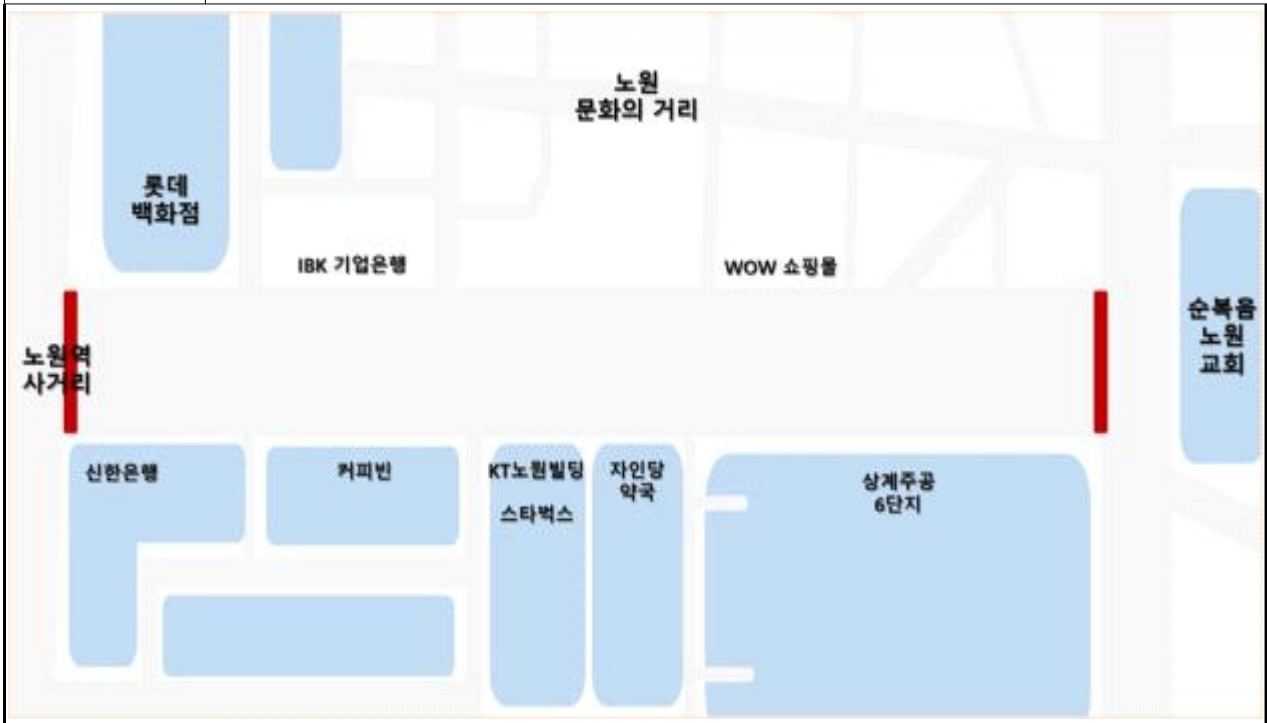 노원
문화의 거리
롯데
백화점
IBK 기업은행
WOW 쇼핑몰
순복음
노원
교회
노원역
사거리
신한은행
커피빈
KT노원빌딩
스타벅스
자인당
약국
상계주공
6단지